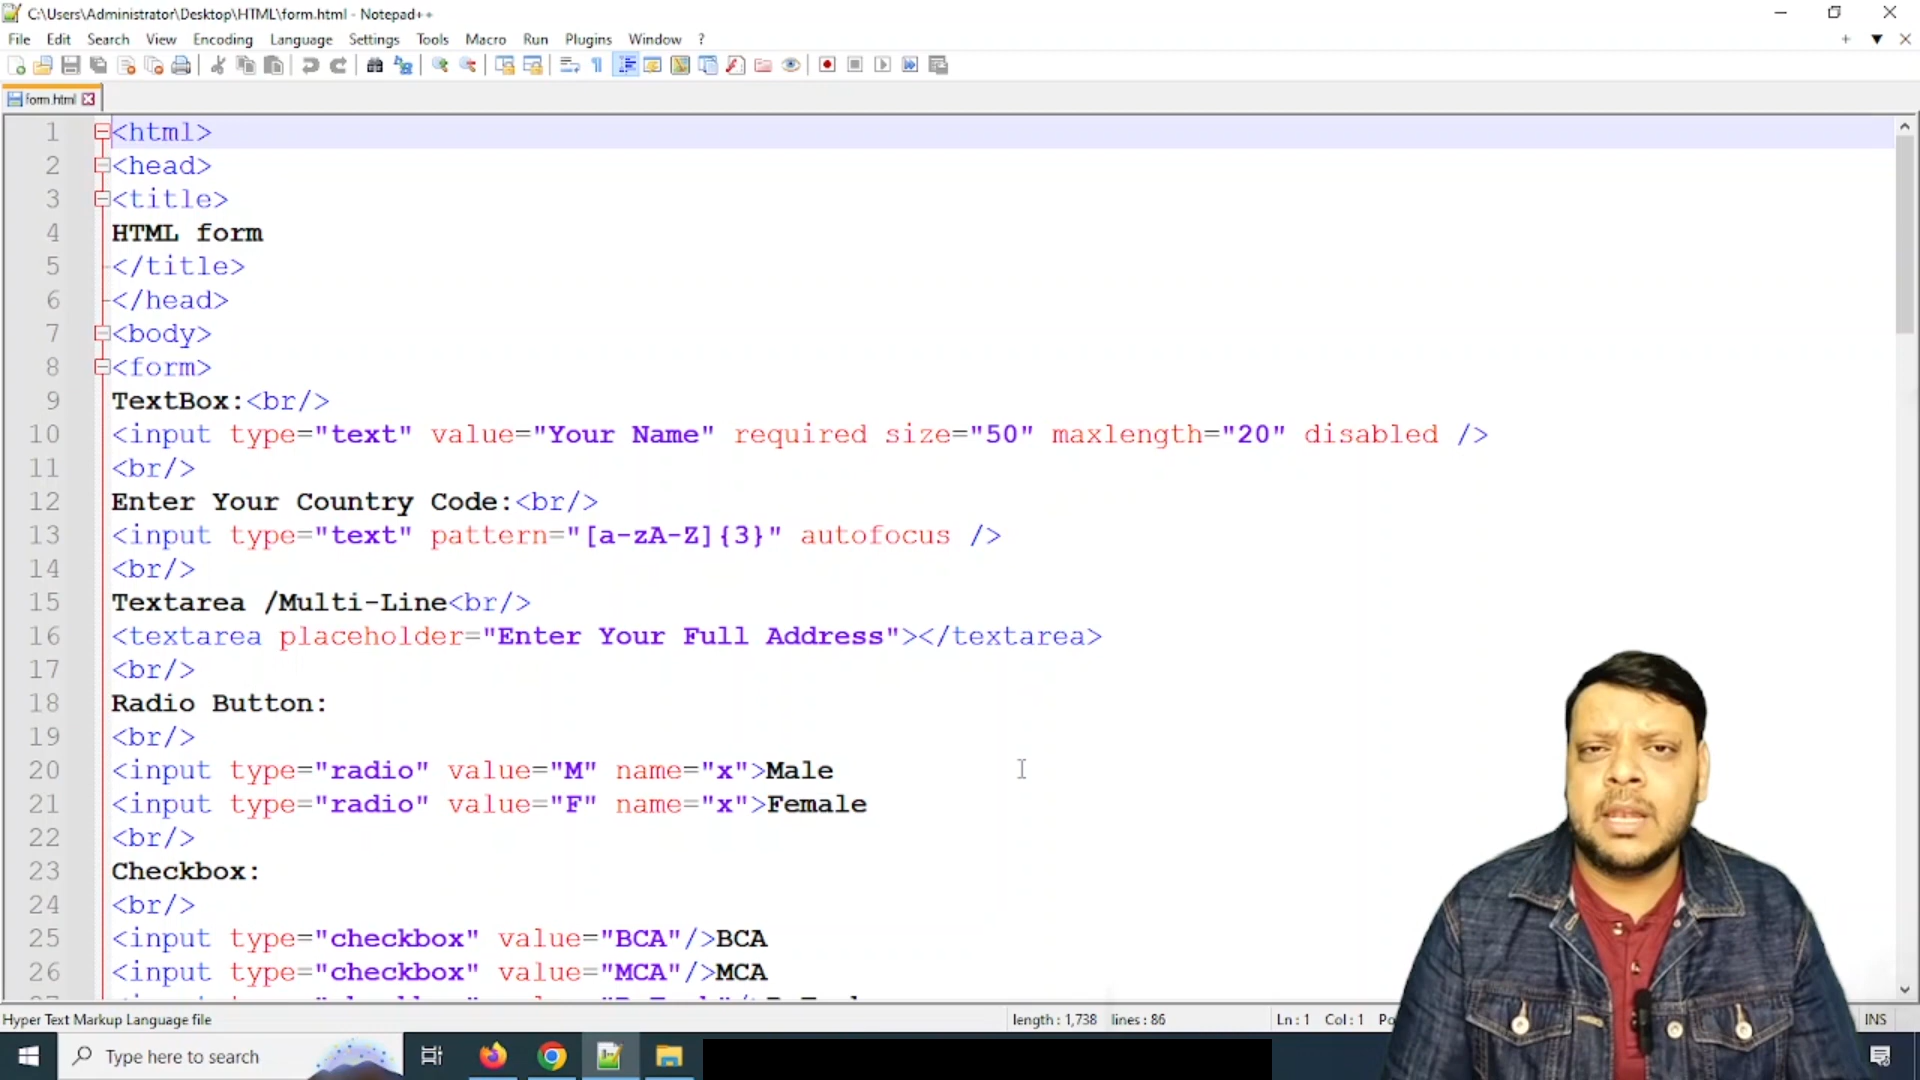 C:\Users\Administrator\Desktop\HTML\form.html - Notepad++
File Edit Search View Encoding Language Settings Tools Macro Run Plugins Window ?
form.html
1 <html>
2 <head>
3 <title>
4 HTML form
5 </title>
6 </head>
7 <body>
8 <form>
9 TextBox:<br/>
10 <input type="text" value="Your Name" required size="50" maxlength="20" disabled />
11 <br/>
12 Enter Your Country Code:<br/>
13 <input type="text" pattern="[a-zA-Z]{3}" autofocus />
14 <br/>
15 Textarea /Multi-Line<br/>
16 <textarea placeholder="Enter Your Full Address"></textarea>
17 <br/>
18 Radio Button:
19 <br/>
20 <input type="radio" value="M" name="x">Male
21 <input type="radio" value="F" name="x">Female
22 <br/>
23 Checkbox:
24 <br/>
25 <input type="checkbox" value="BCA"/>BCA
26 <input type="checkbox" value="MCA"/>MCA
Hyper Text Markup Language file length : 1,738 lines : 86 Ln : 1 Col : 1 Po INS
Type here to search